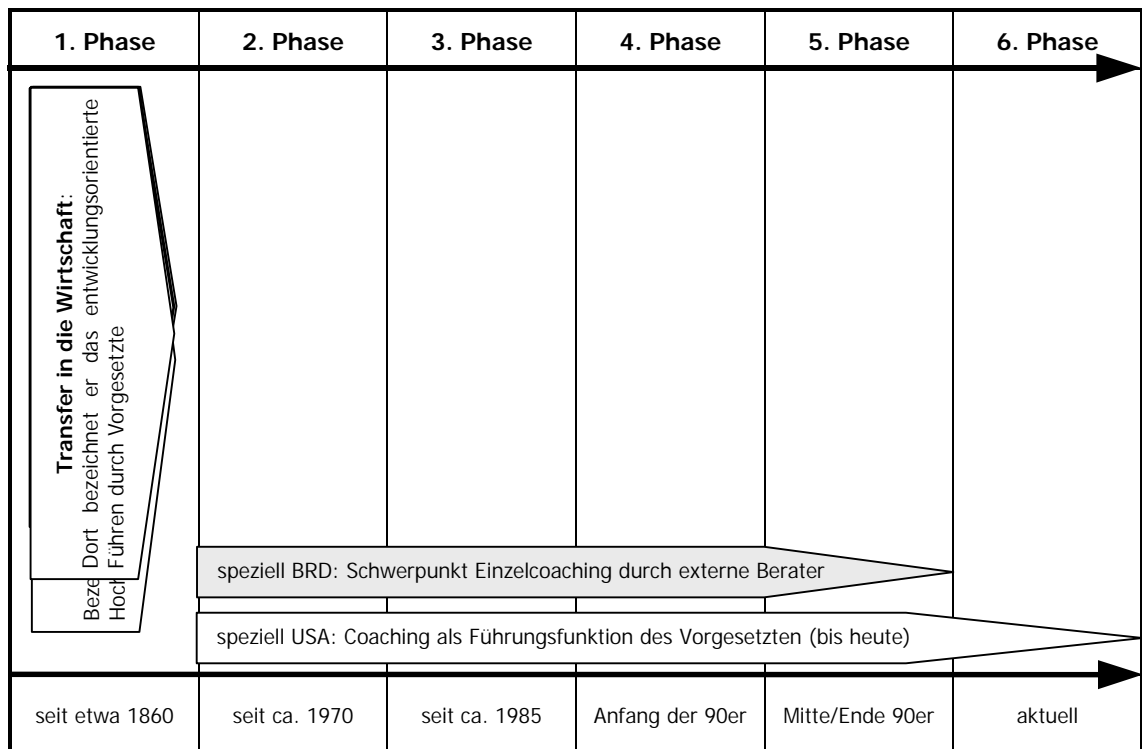 1. Phase
2. Phase
3. Phase
4. Phase
5. Phase
6. Phase
Transfer in die Wirtschaft:
Dort bezeichnet er das entwicklungsorientierte
Führen durch Vorgesetzte
speziell BRD: Schwerpunkt Einzelcoaching durch externe Berater
speziell USA: Coaching als Führungsfunktion des Vorgesetzten (bis heute)
seit etwa 1860
seit ca. 1970
seit ca. 1985
Anfang der 90er
Mitte/Ende 90er
aktuell